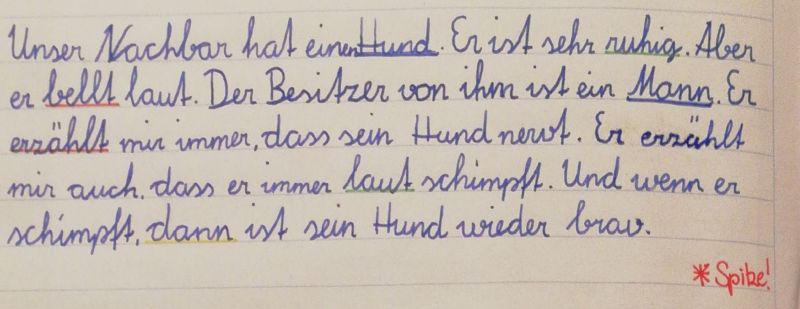 Unser Nachbar hat einen Hund. Er ist sehr ruhig. Aber
er bellt laut. Der Besitzer von ihm ist ein Mann. Er
erzählt mir immer, dass sein Hund nervt. Er erzählt
mir auch, dass er immer laut schimpft. Und wenn er
schimpft, dann ist sein Hund wieder brav.
* Spike!